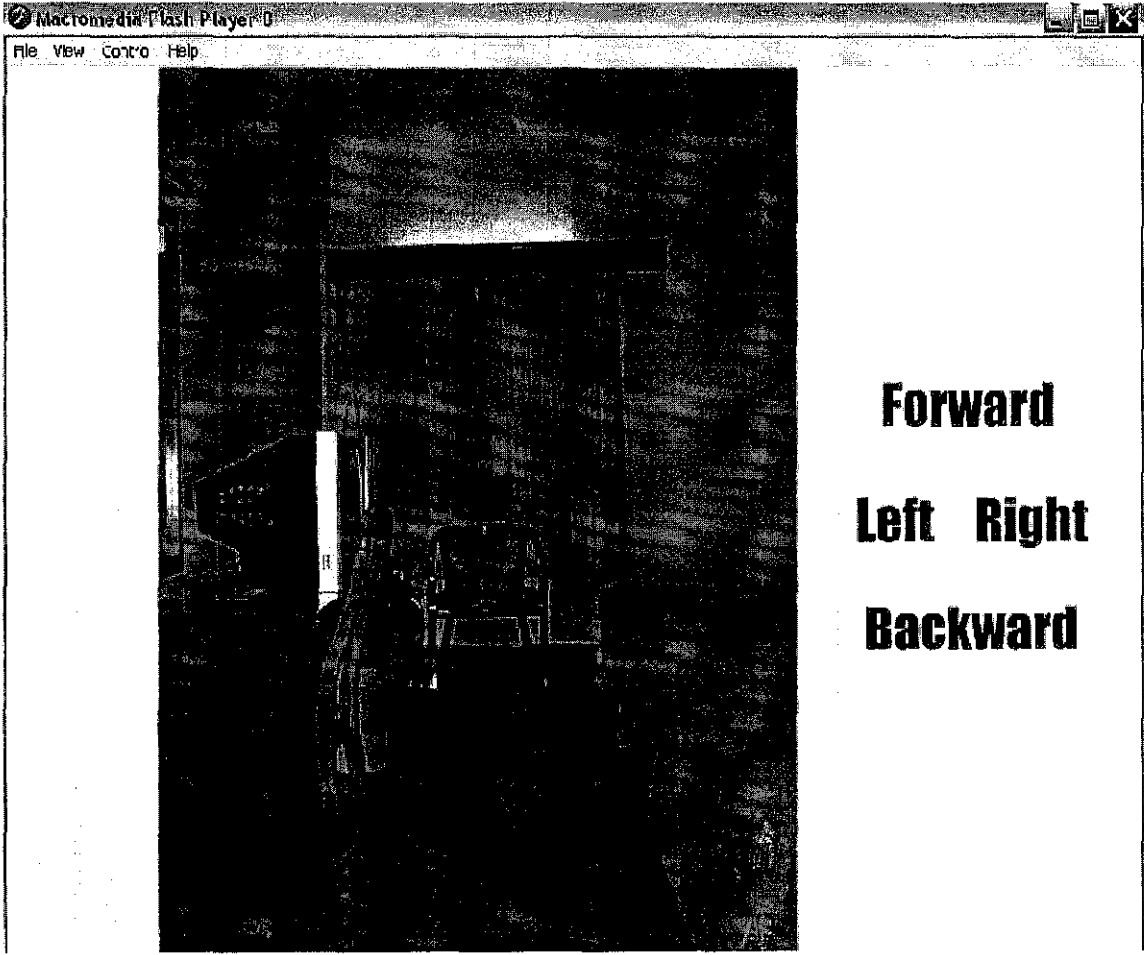 Macromedia Flash Player 8
File View Control Help
Forward
Left Right
Backward